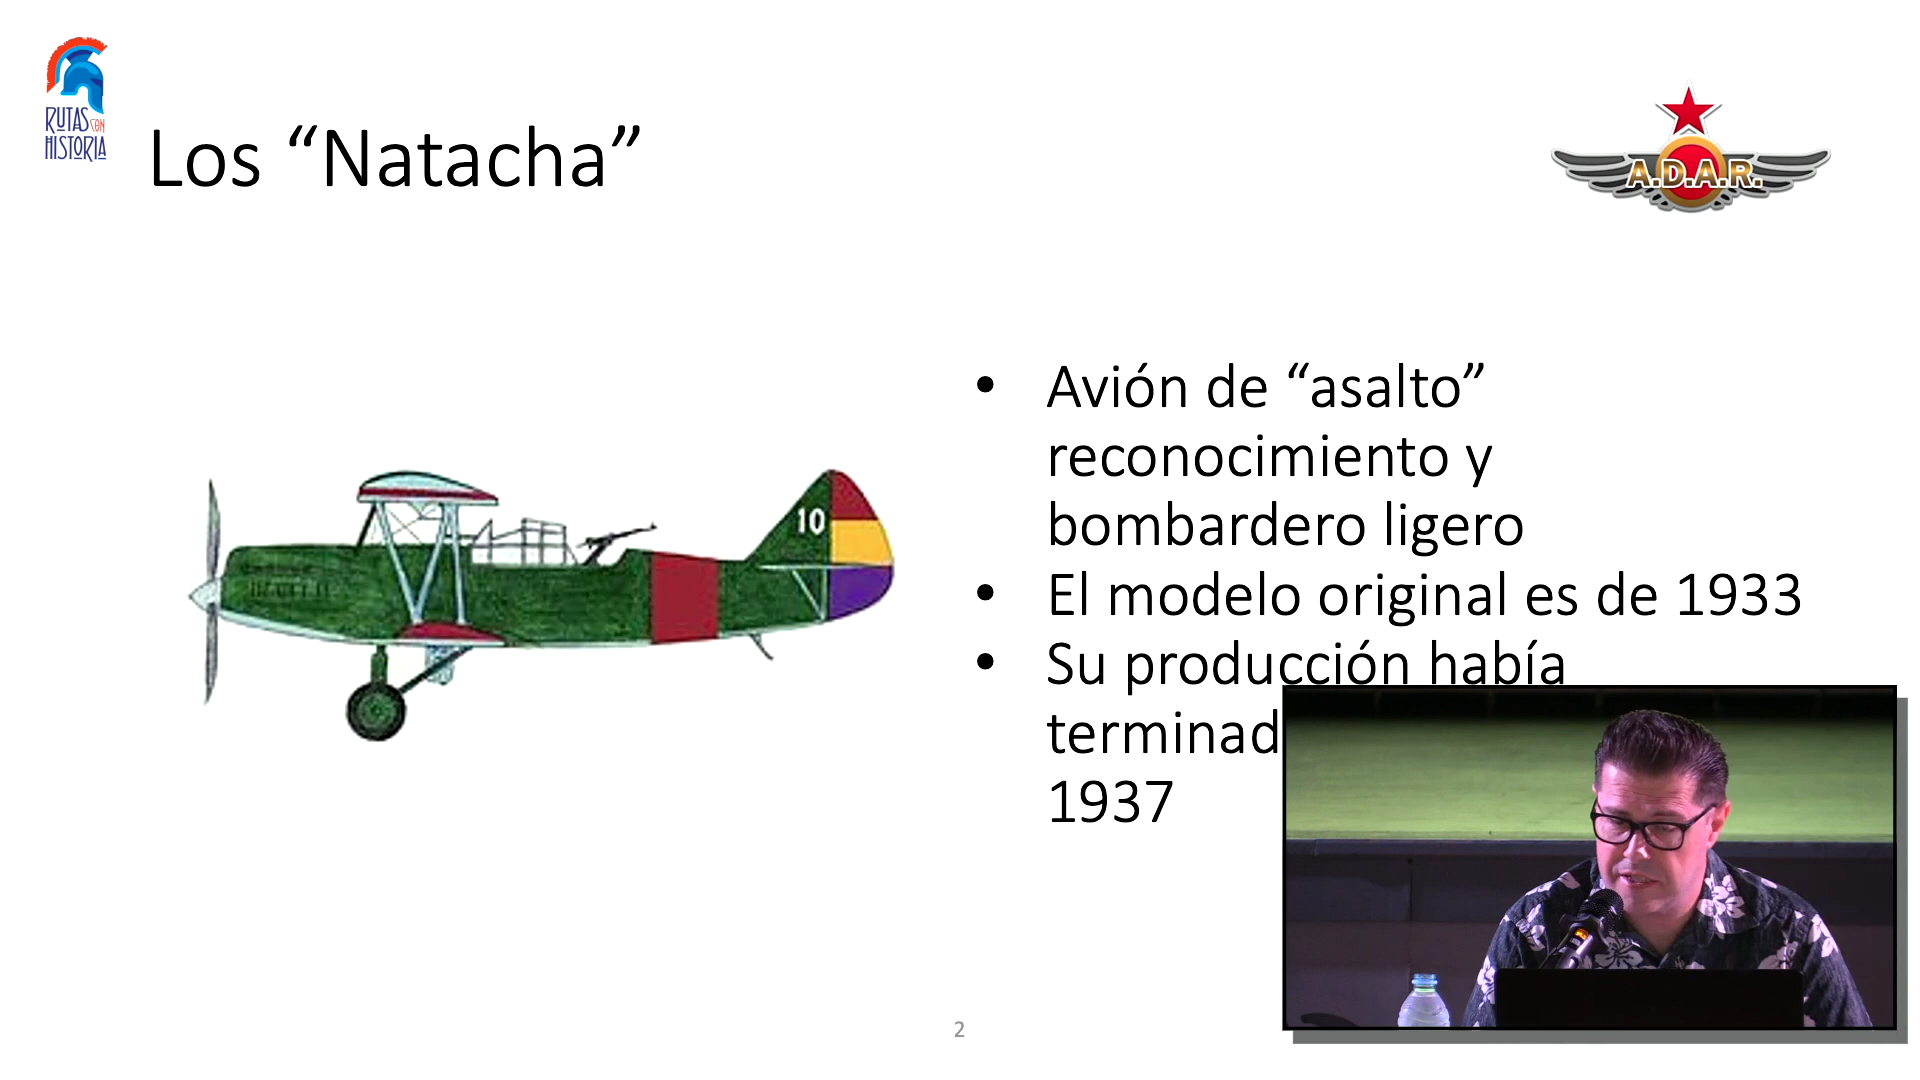 RUTAS CON
HISTORIA
Los “Natacha”
A.D.A.R.
10
• Avión de “asalto”
reconocimiento y
bombardero ligero
• El modelo original es de 1933
• Su producción había
terminad
1937
2